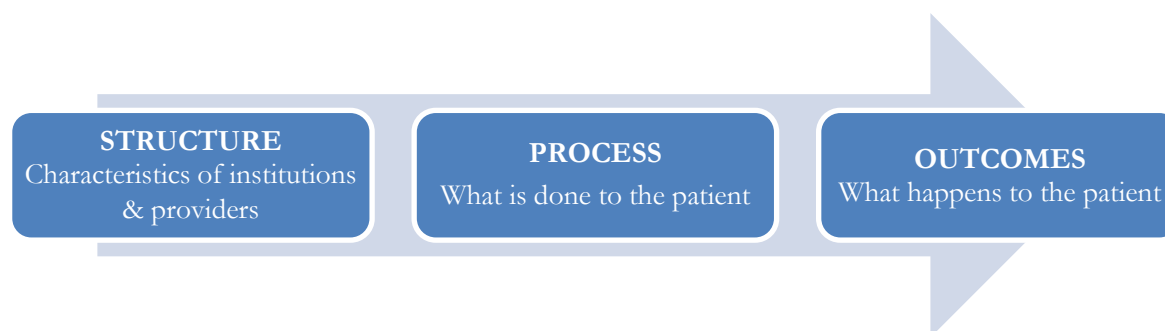 STRUCTURE
Characteristics of institutions
& providers
PROCESS
What is done to the patient
OUTCOMES
What happens to the patient